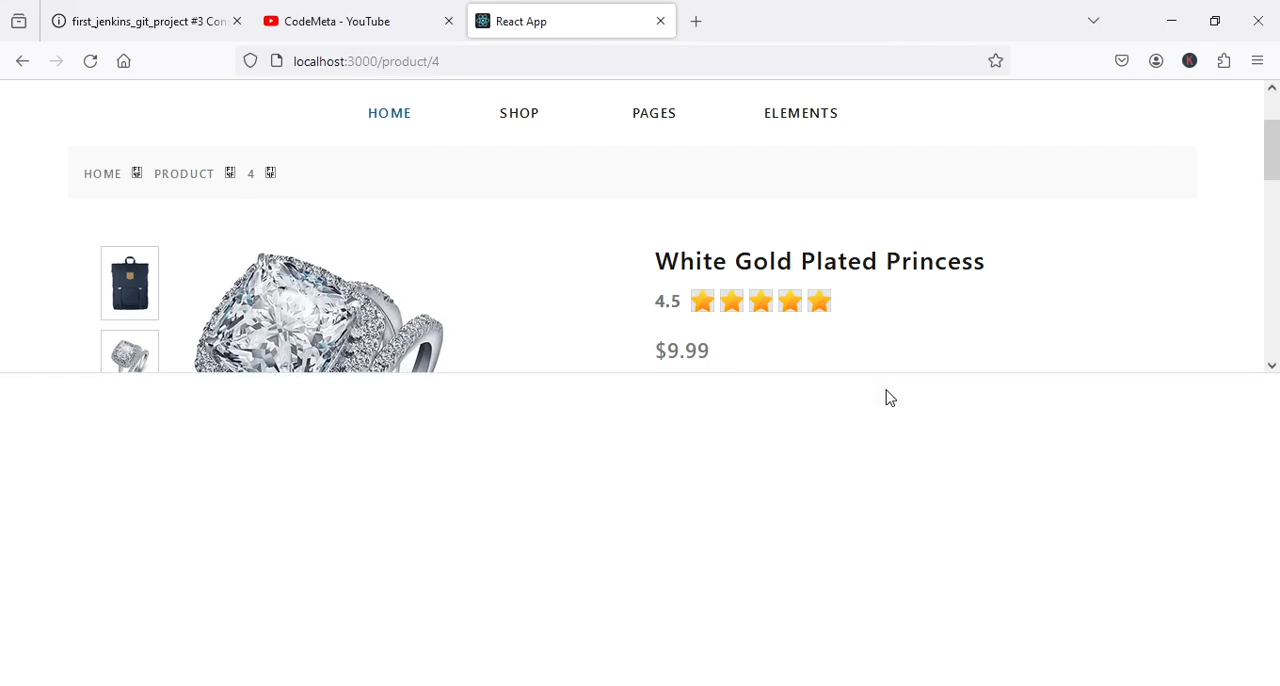 first_jenkins_git_project #3 Con
CodeMeta - YouTube
React App
localhost:3000/product/4
K
HOME
SHOP
PAGES
ELEMENTS
HOME PRODUCT 4
White Gold Plated Princess
4.5
$9.99